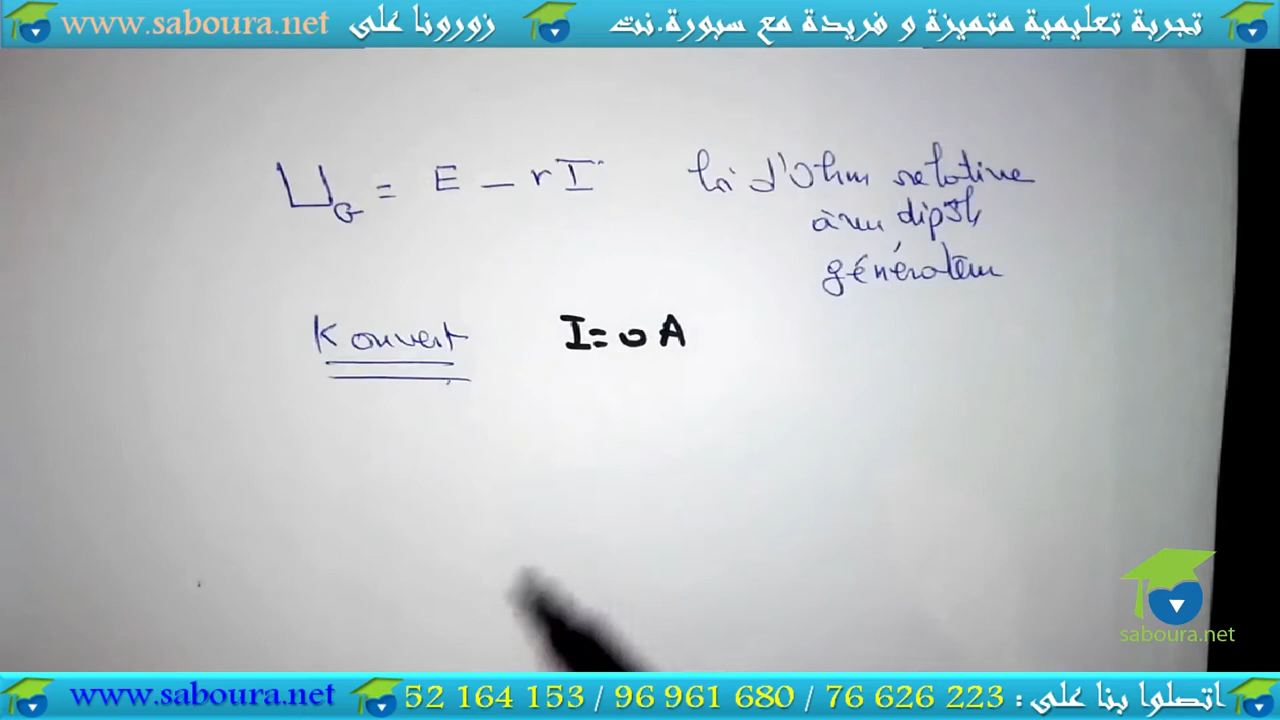 www.saboura.net زورونا على تجربة تعليمية متميزة و فريدة مع سبورة.نت
U_G = E - rI loi d'Ohm relative
à un dipôle
générateur
K ouvert I = 0 A
saboura.net
www.saboura.net 52 164 153 / 96 961 680 / 76 626 223 : اتصلوا بنا على